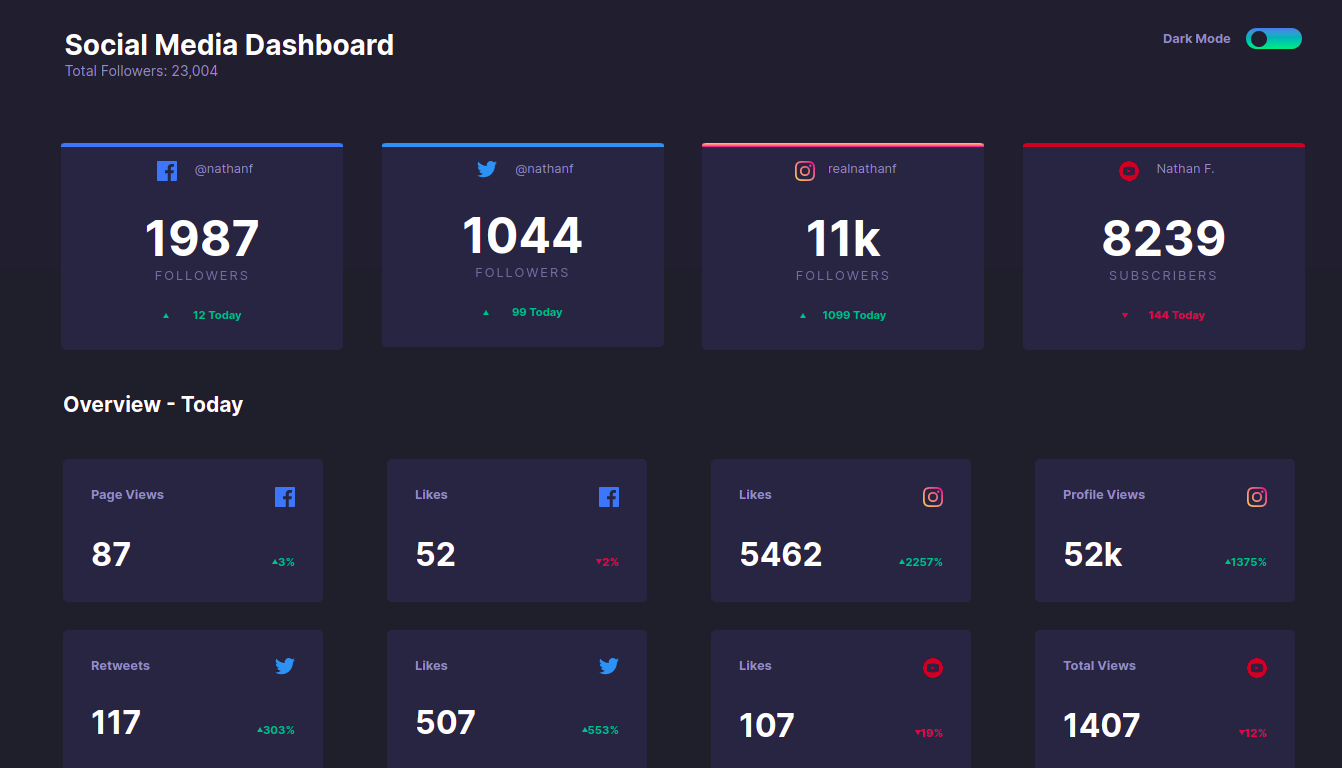 Social Media Dashboard
Total Followers: 23,004
Dark Mode
@nathanf
1987
FOLLOWERS
12 Today
@nathanf
1044
FOLLOWERS
99 Today
realnathanf
11k
FOLLOWERS
1099 Today
Nathan F.
8239
SUBSCRIBERS
144 Today
Overview - Today
Page Views
87
3%
Likes
52
2%
Likes
5462
2257%
Profile Views
52k
1375%
Retweets
117
303%
Likes
507
553%
Likes
107
19%
Total Views
1407
12%